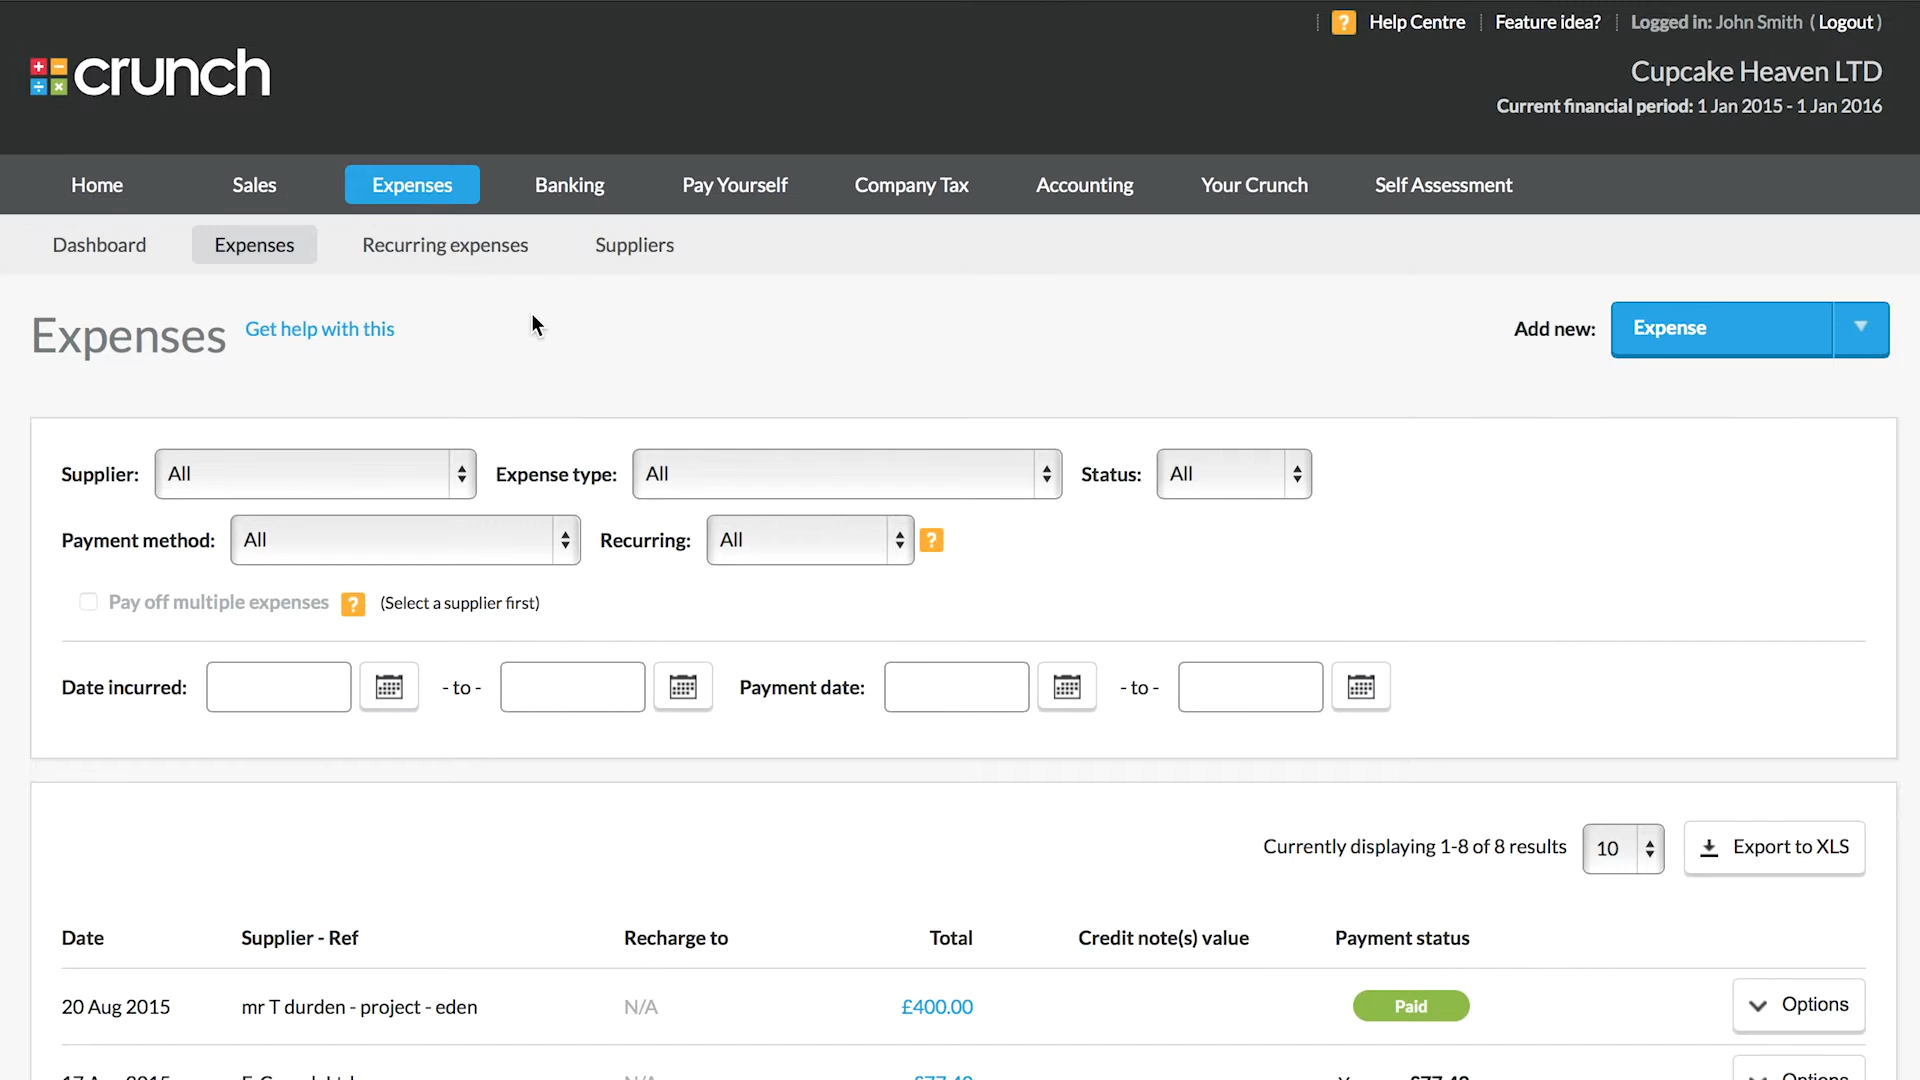 ? Help Centre Feature idea? Logged in: John Smith ( Logout )
crunch
Cupcake Heaven LTD
Current financial period: 1 Jan 2015 - 1 Jan 2016
Home Sales Expenses Banking Pay Yourself Company Tax Accounting Your Crunch Self Assessment
Dashboard Expenses Recurring expenses Suppliers
Expenses Get help with this Add new: Expense
Supplier: All Expense type: All Status: All
Payment method: All Recurring: All ?
Pay off multiple expenses ? (Select a supplier first)
Date incurred: - to - Payment date: - to -
Currently displaying 1-8 of 8 results 10 Export to XLS
Date Supplier - Ref Recharge to Total Credit note(s) value Payment status
20 Aug 2015 mr T durden - project - eden N/A £400.00 Paid Options